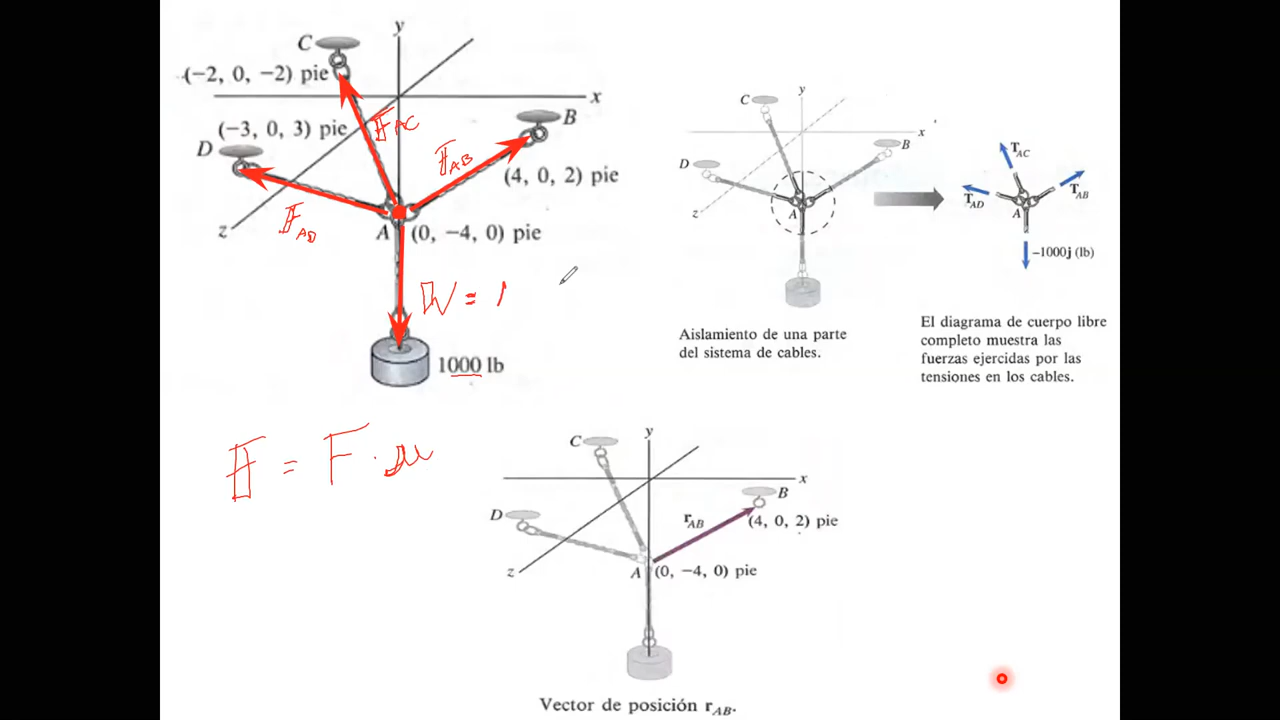 y
C
(−2, 0, −2) pie
x
B
(−3, 0, 3) pie
D
F_AC
F_AB
(4, 0, 2) pie
F_AD
z
A (0, −4, 0) pie
W = 1
1000 lb
F = F · u
y
C
x
B
D
z
A
T_AC
T_AD
T_AB
A
−1000j (lb)
Aislamiento de una parte
del sistema de cables.
El diagrama de cuerpo libre
completo muestra las
fuerzas ejercidas por las
tensiones en los cables.
y
C
x
B
D
r_AB
(4, 0, 2) pie
z
A (0, −4, 0) pie
Vector de posición r_AB.